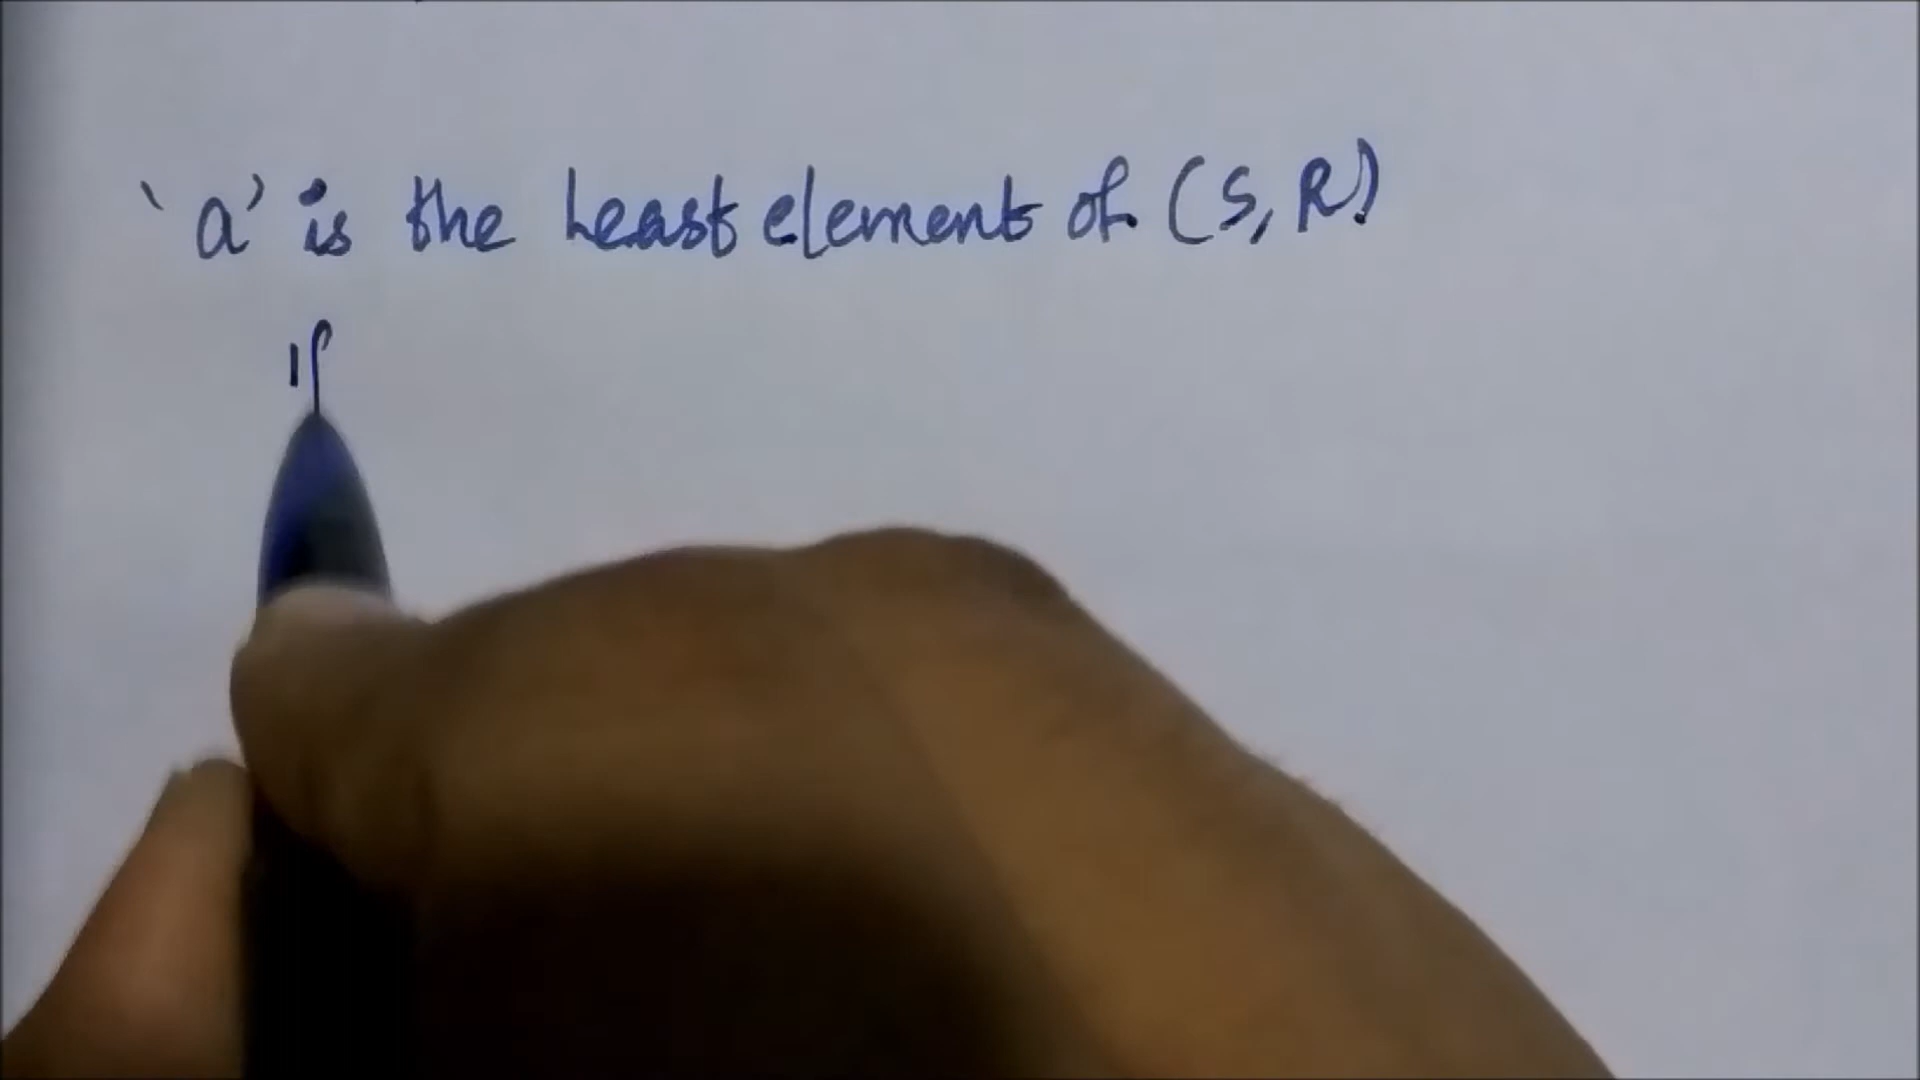 'a' is the Least element of (S, R)
If